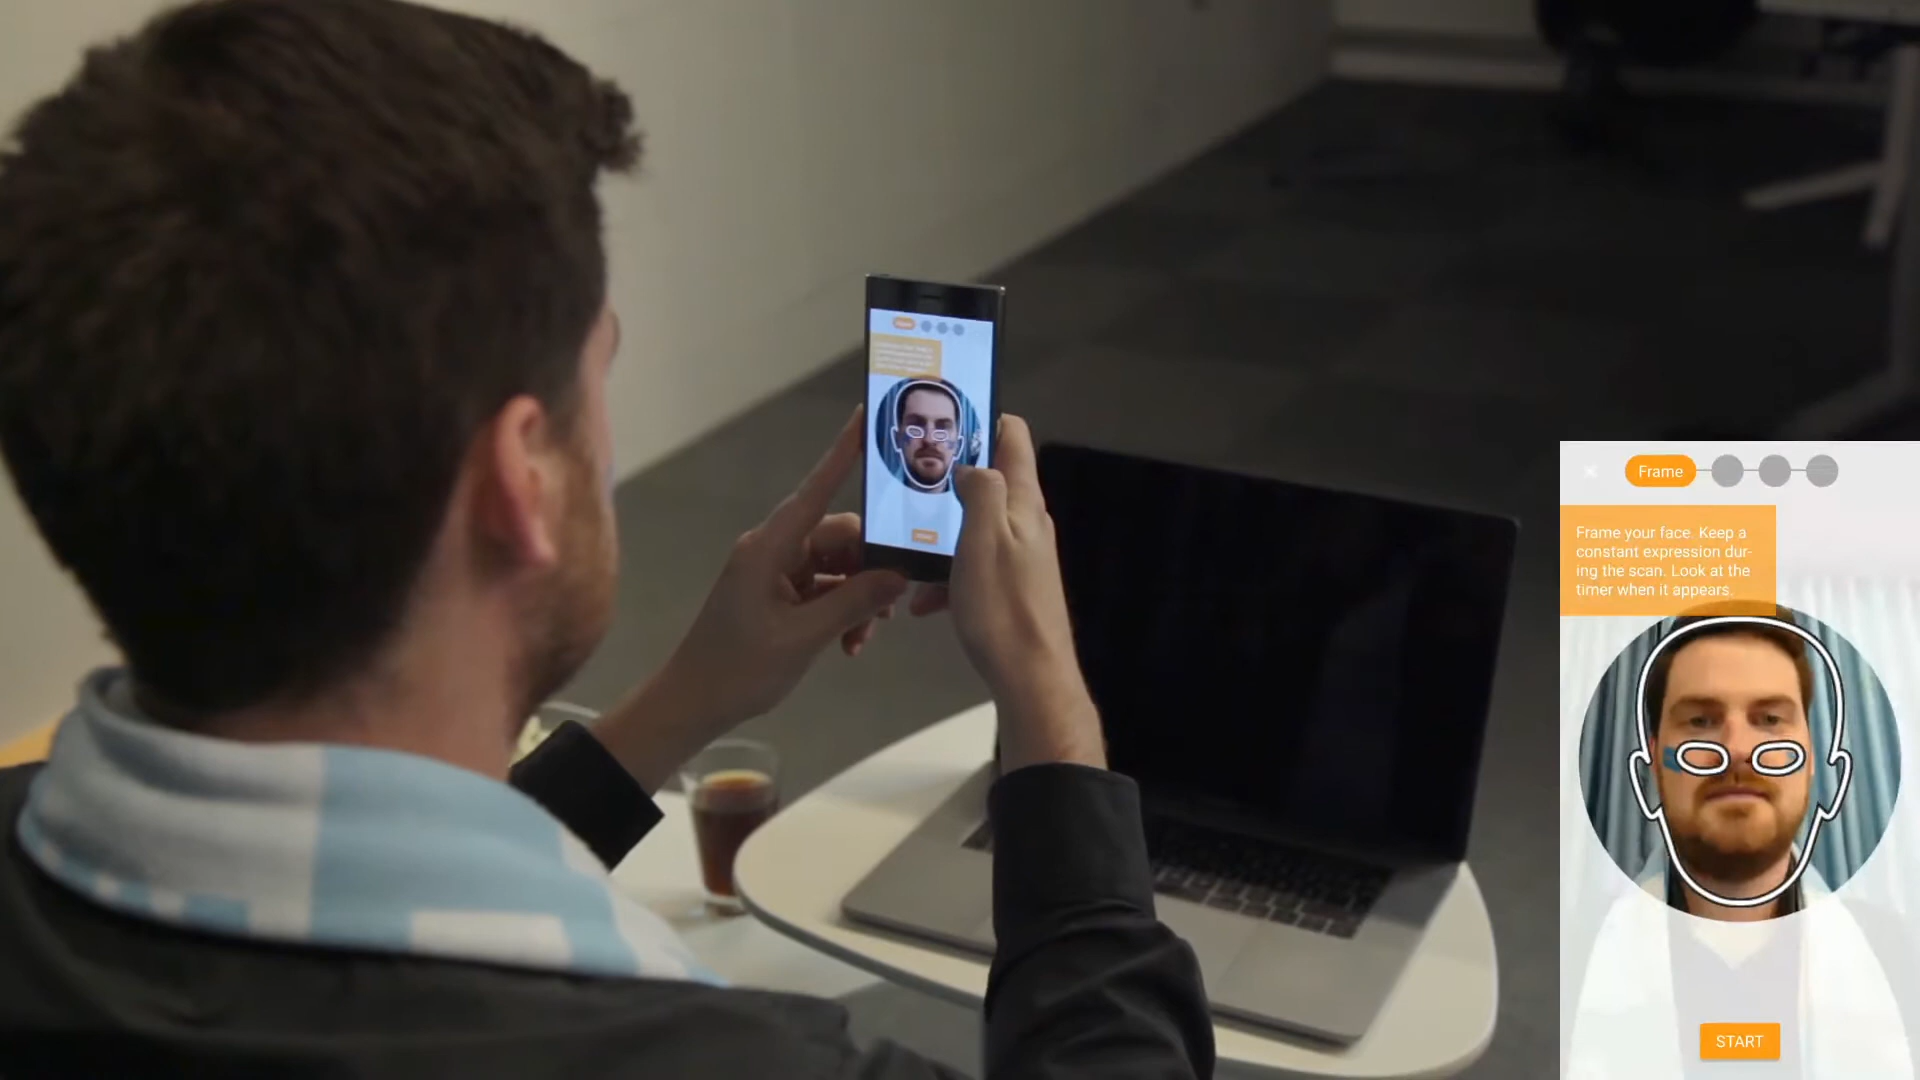 Frame
Frame your face. Keep a
constant expression dur-
ing the scan. Look at the
timer when it appears.
START